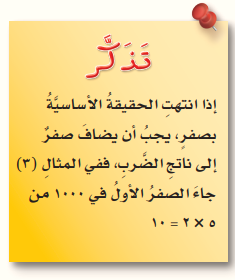 تَذَكَّر
إذا انتهتِ الحقيقةُ الأساسيَّةُ
بصفرٍ، يجبُ أن يضافَ صفرٌ
إلى ناتجِ الضَّربِ، ففي المثالِ (٣)
جاءَ الصفرُ الأولُ في ١٠٠٠ من
٥ × ٢ = ١٠